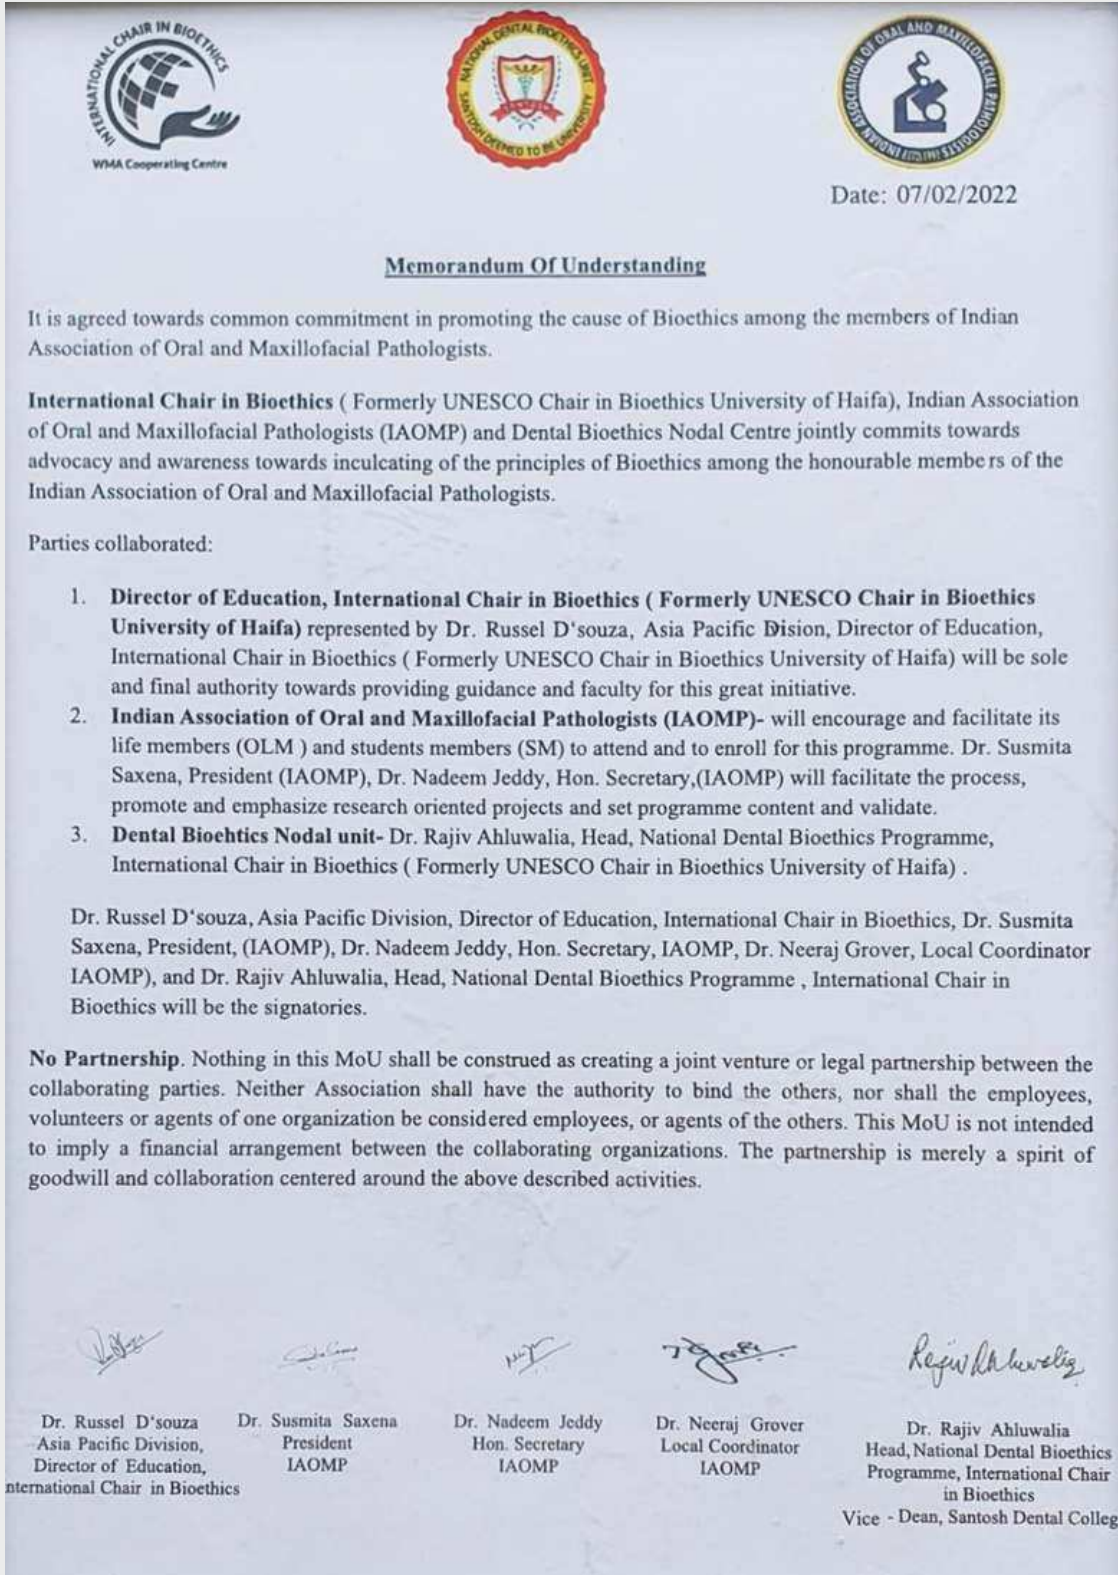 INTERNATIONAL CHAIR IN BIOETHICS
WMA Cooperating Centre
NATIONAL DENTAL BIOETHICS UNIT
SANTOSH DEEMED TO BE UNIVERSITY
SANTOSH
INDIAN ASSOCIATION OF ORAL AND MAXILLOFACIAL PATHOLOGISTS
Date: 07/02/2022
Memorandum Of Understanding
It is agreed towards common commitment in promoting the cause of Bioethics among the members of Indian
Association of Oral and Maxillofacial Pathologists.
International Chair in Bioethics ( Formerly UNESCO Chair in Bioethics University of Haifa), Indian Association
of Oral and Maxillofacial Pathologists (IAOMP) and Dental Bioethics Nodal Centre jointly commits towards
advocacy and awareness towards inculcating of the principles of Bioethics among the honourable members of the
Indian Association of Oral and Maxillofacial Pathologists.
Parties collaborated:
1. Director of Education, International Chair in Bioethics ( Formerly UNESCO Chair in Bioethics
University of Haifa) represented by Dr. Russel D'souza, Asia Pacific Dision, Director of Education,
International Chair in Bioethics ( Formerly UNESCO Chair in Bioethics University of Haifa) will be sole
and final authority towards providing guidance and faculty for this great initiative.
2. Indian Association of Oral and Maxillofacial Pathologists (IAOMP)- will encourage and facilitate its
life members (OLM ) and students members (SM) to attend and to enroll for this programme. Dr. Susmita
Saxena, President (IAOMP), Dr. Nadeem Jeddy, Hon. Secretary,(IAOMP) will facilitate the process,
promote and emphasize research oriented projects and set programme content and validate.
3. Dental Bioehtics Nodal unit- Dr. Rajiv Ahluwalia, Head, National Dental Bioethics Programme,
International Chair in Bioethics ( Formerly UNESCO Chair in Bioethics University of Haifa) .
Dr. Russel D'souza, Asia Pacific Division, Director of Education, International Chair in Bioethics, Dr. Susmita
Saxena, President, (IAOMP), Dr. Nadeem Jeddy, Hon. Secretary, IAOMP, Dr. Neeraj Grover, Local Coordinator
IAOMP), and Dr. Rajiv Ahluwalia, Head, National Dental Bioethics Programme , International Chair in
Bioethics will be the signatories.
No Partnership. Nothing in this MoU shall be construed as creating a joint venture or legal partnership between the
collaborating parties. Neither Association shall have the authority to bind the others, nor shall the employees,
volunteers or agents of one organization be considered employees, or agents of the others. This MoU is not intended
to imply a financial arrangement between the collaborating organizations. The partnership is merely a spirit of
goodwill and collaboration centered around the above described activities.
Rajiv Ahluwalia
Dr. Russel D'souza
Asia Pacific Division,
Director of Education,
nternational Chair in Bioethics
Dr. Susmita Saxena
President
IAOMP
Dr. Nadeem Jeddy
Hon. Secretary
IAOMP
Dr. Neeraj Grover
Local Coordinator
IAOMP
Dr. Rajiv Ahluwalia
Head, National Dental Bioethics
Programme, International Chair
in Bioethics
Vice - Dean, Santosh Dental Colleg